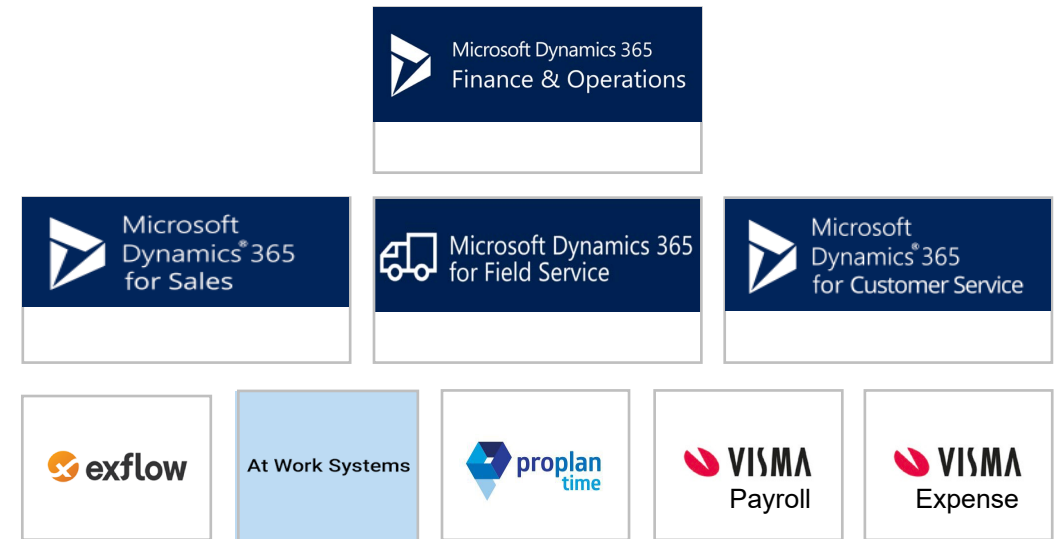 Microsoft Dynamics 365
Finance & Operations
Microsoft
Dynamics® 365
for Sales
Microsoft Dynamics 365
for Field Service
Microsoft
Dynamics® 365
for Customer Service
exflow
At Work Systems
proplan
time
VISMA
Payroll
VISMA
Expense